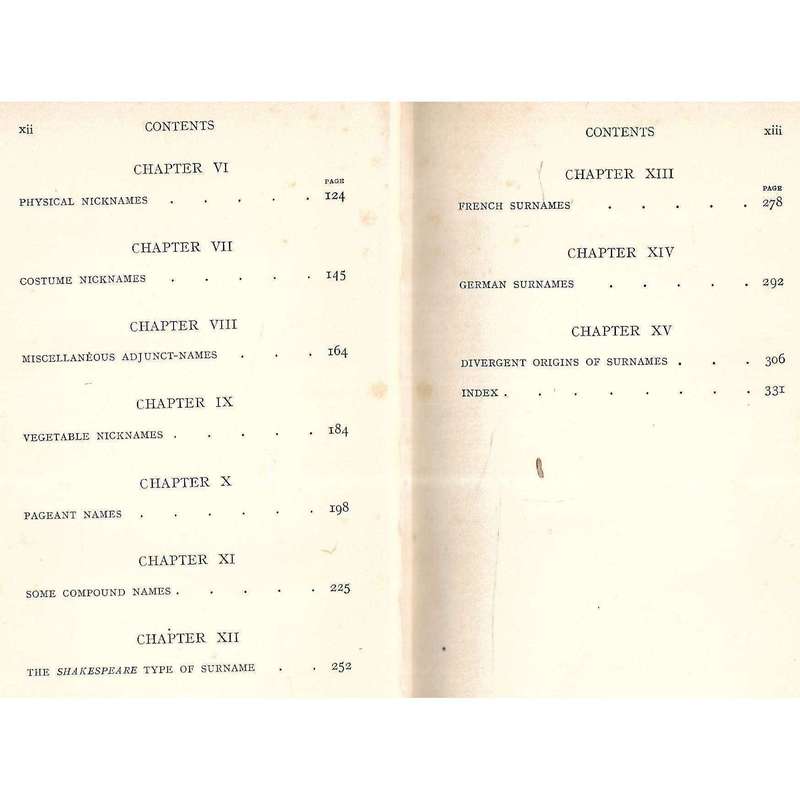 xii CONTENTS
CHAPTER VI
PAGE
PHYSICAL NICKNAMES . . . . . 124
CHAPTER VII
COSTUME NICKNAMES . . . . . 145
CHAPTER VIII
MISCELLANEOUS ADJUNCT-NAMES . . . 164
CHAPTER IX
VEGETABLE NICKNAMES . . . . . 184
CHAPTER X
PAGEANT NAMES . . . . . . 198
CHAPTER XI
SOME COMPOUND NAMES . . . . . 225
CHAPTER XII
THE SHAKESPEARE TYPE OF SURNAME . . 252
CONTENTS xiii
CHAPTER XIII
PAGE
FRENCH SURNAMES . . . . . 278
CHAPTER XIV
GERMAN SURNAMES . . . . . 292
CHAPTER XV
DIVERGENT ORIGINS OF SURNAMES . . . 306
INDEX . . . . . . . . 331